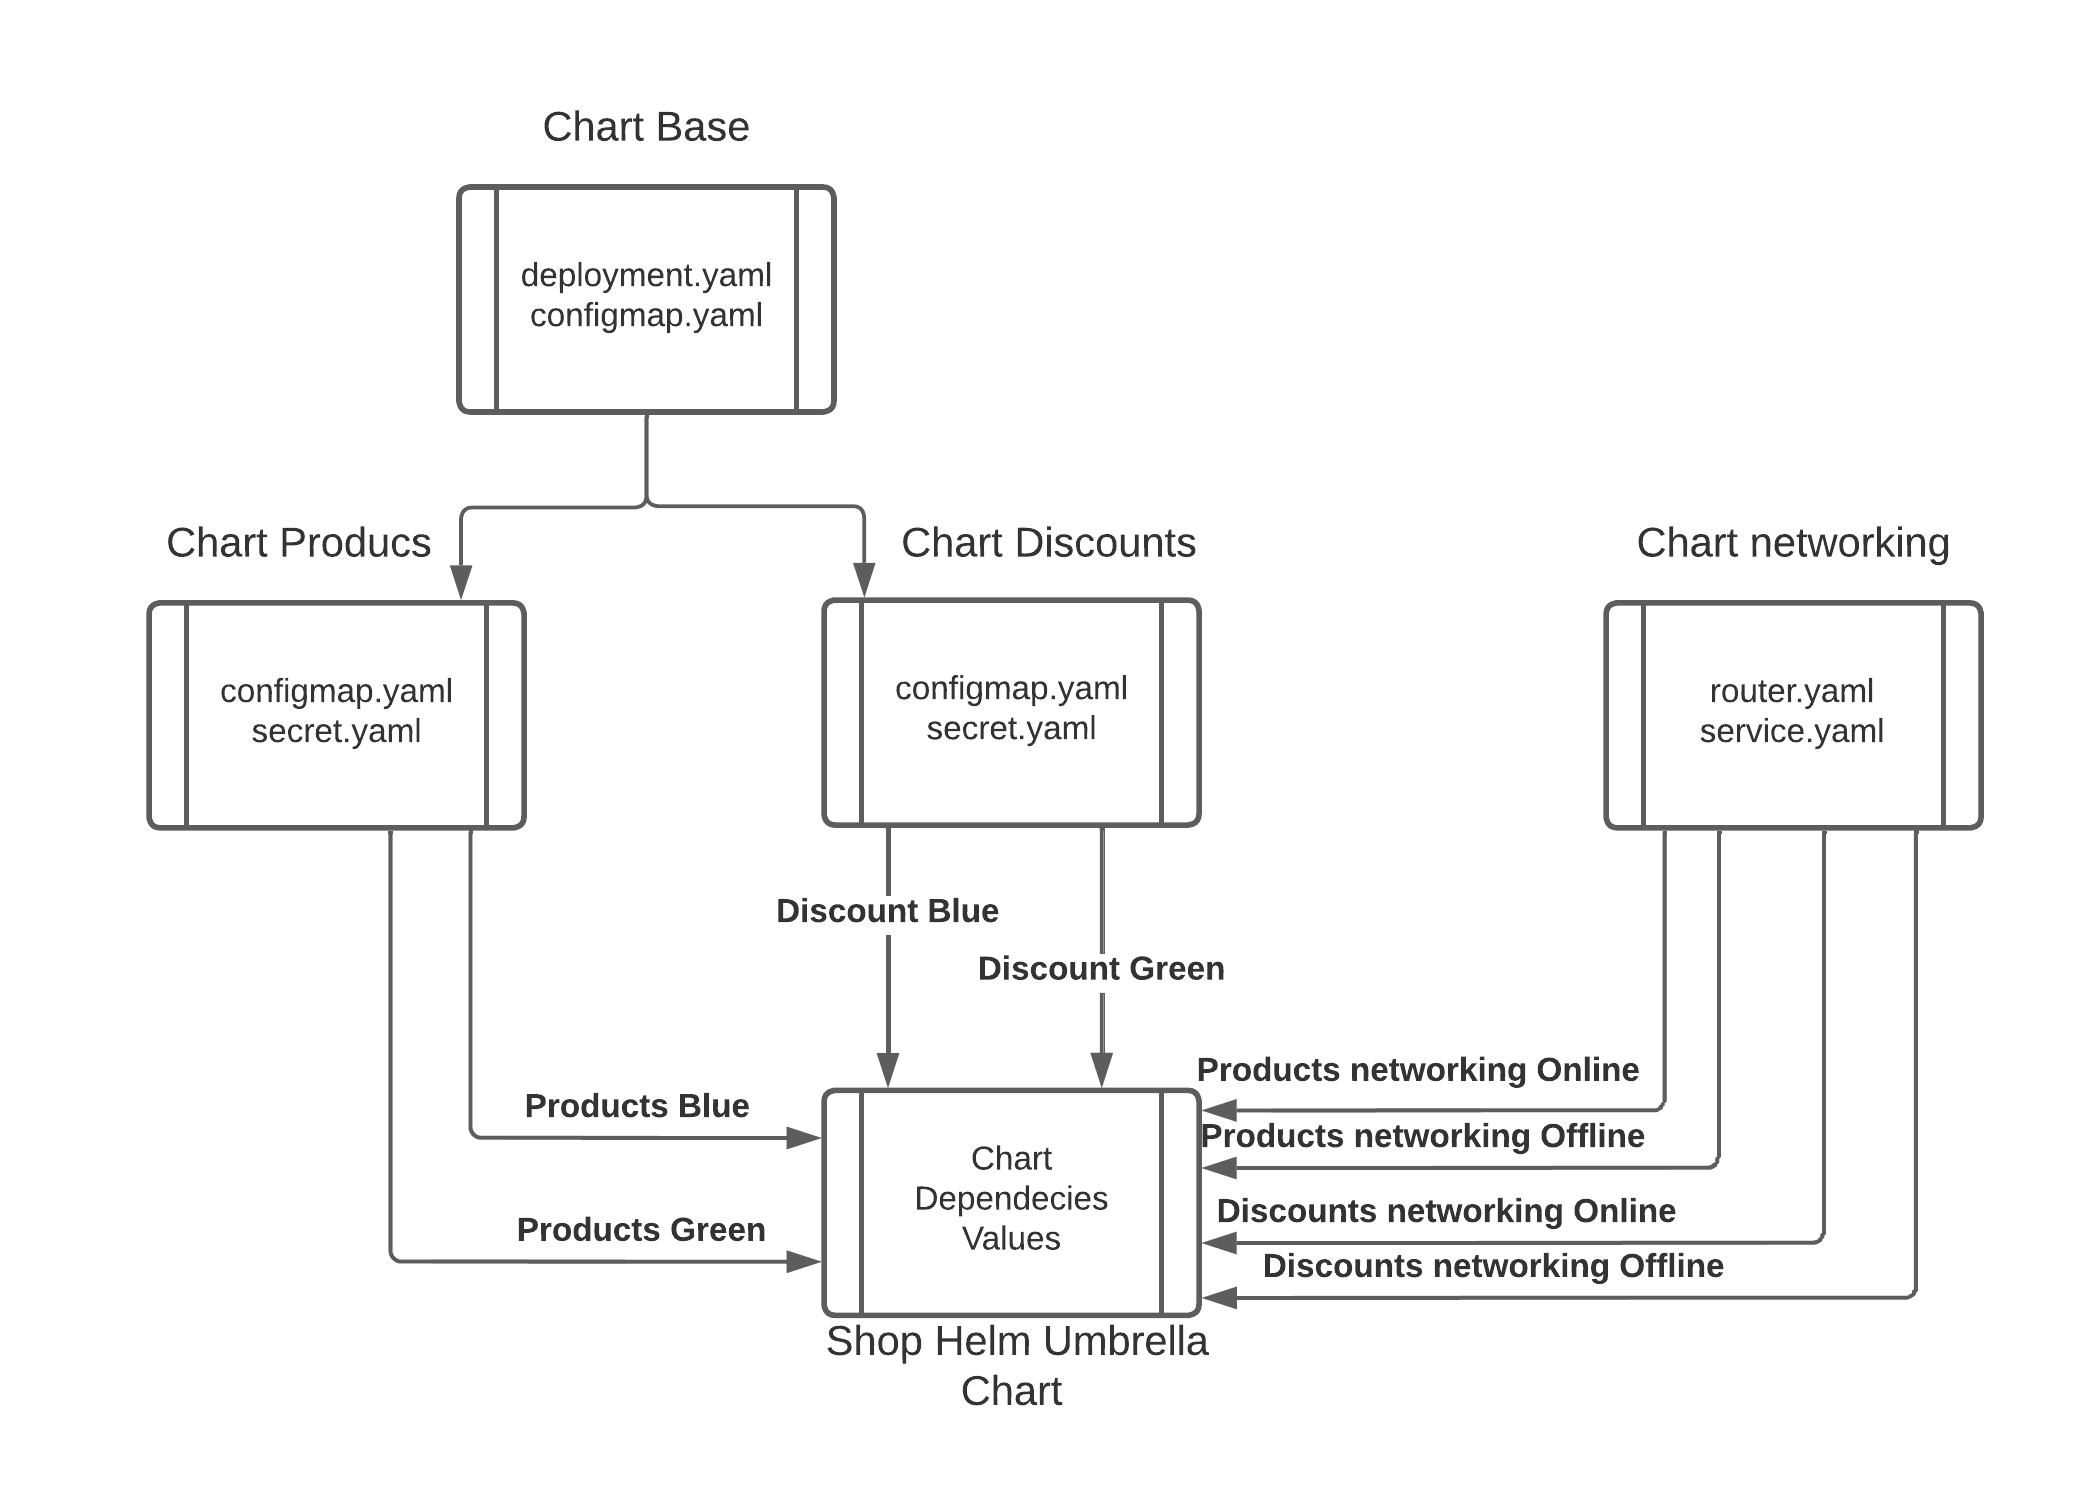 Chart Base
deployment.yaml
configmap.yaml
Chart Producs
Chart Discounts
Chart networking
configmap.yaml
secret.yaml
configmap.yaml
secret.yaml
router.yaml
service.yaml
Discount Blue
Discount Green
Products networking Online
Products Blue
Products networking Offline
Chart
Dependecies
Values
Discounts networking Online
Products Green
Discounts networking Offline
Shop Helm Umbrella
Chart